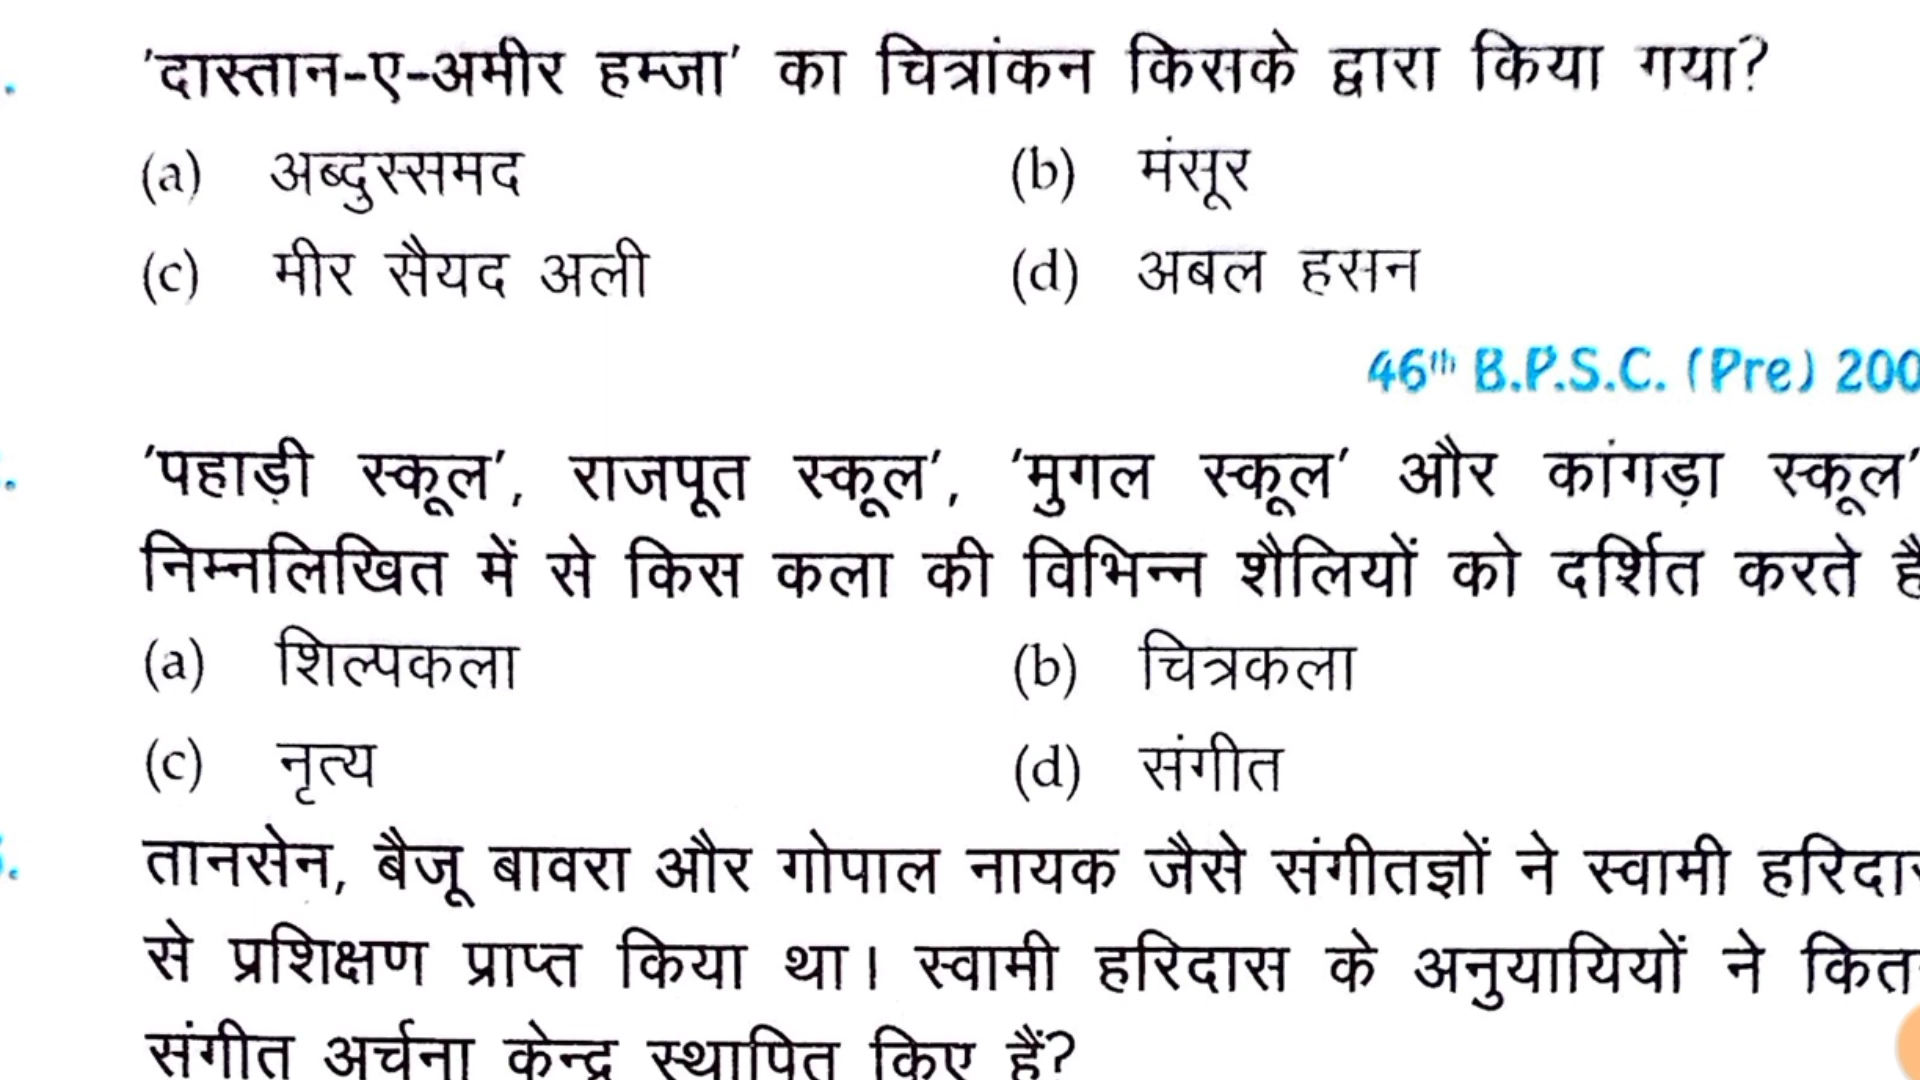 'दास्तान-ए-अमीर हम्जा' का चित्रांकन किसके द्वारा किया गया?
(a) अब्दुस्समद (b) मंसूर
(c) मीर सैयद अली (d) अबल हसन
46th B.P.S.C. (Pre) 200
'पहाड़ी स्कूल', राजपूत स्कूल', 'मुगल स्कूल' और कांगड़ा स्कूल'
निम्नलिखित में से किस कला की विभिन्न शैलियों को दर्शित करते
(a) शिल्पकला (b) चित्रकला
(c) नृत्य (d) संगीत
तानसेन, बैजू बावरा और गोपाल नायक जैसे संगीतज्ञों ने स्वामी
से प्रशिक्षण प्राप्त किया था। स्वामी हरिदास के अनुयायियों ने
संगीत अर्चना केन्द्र स्थापित किए हैं?